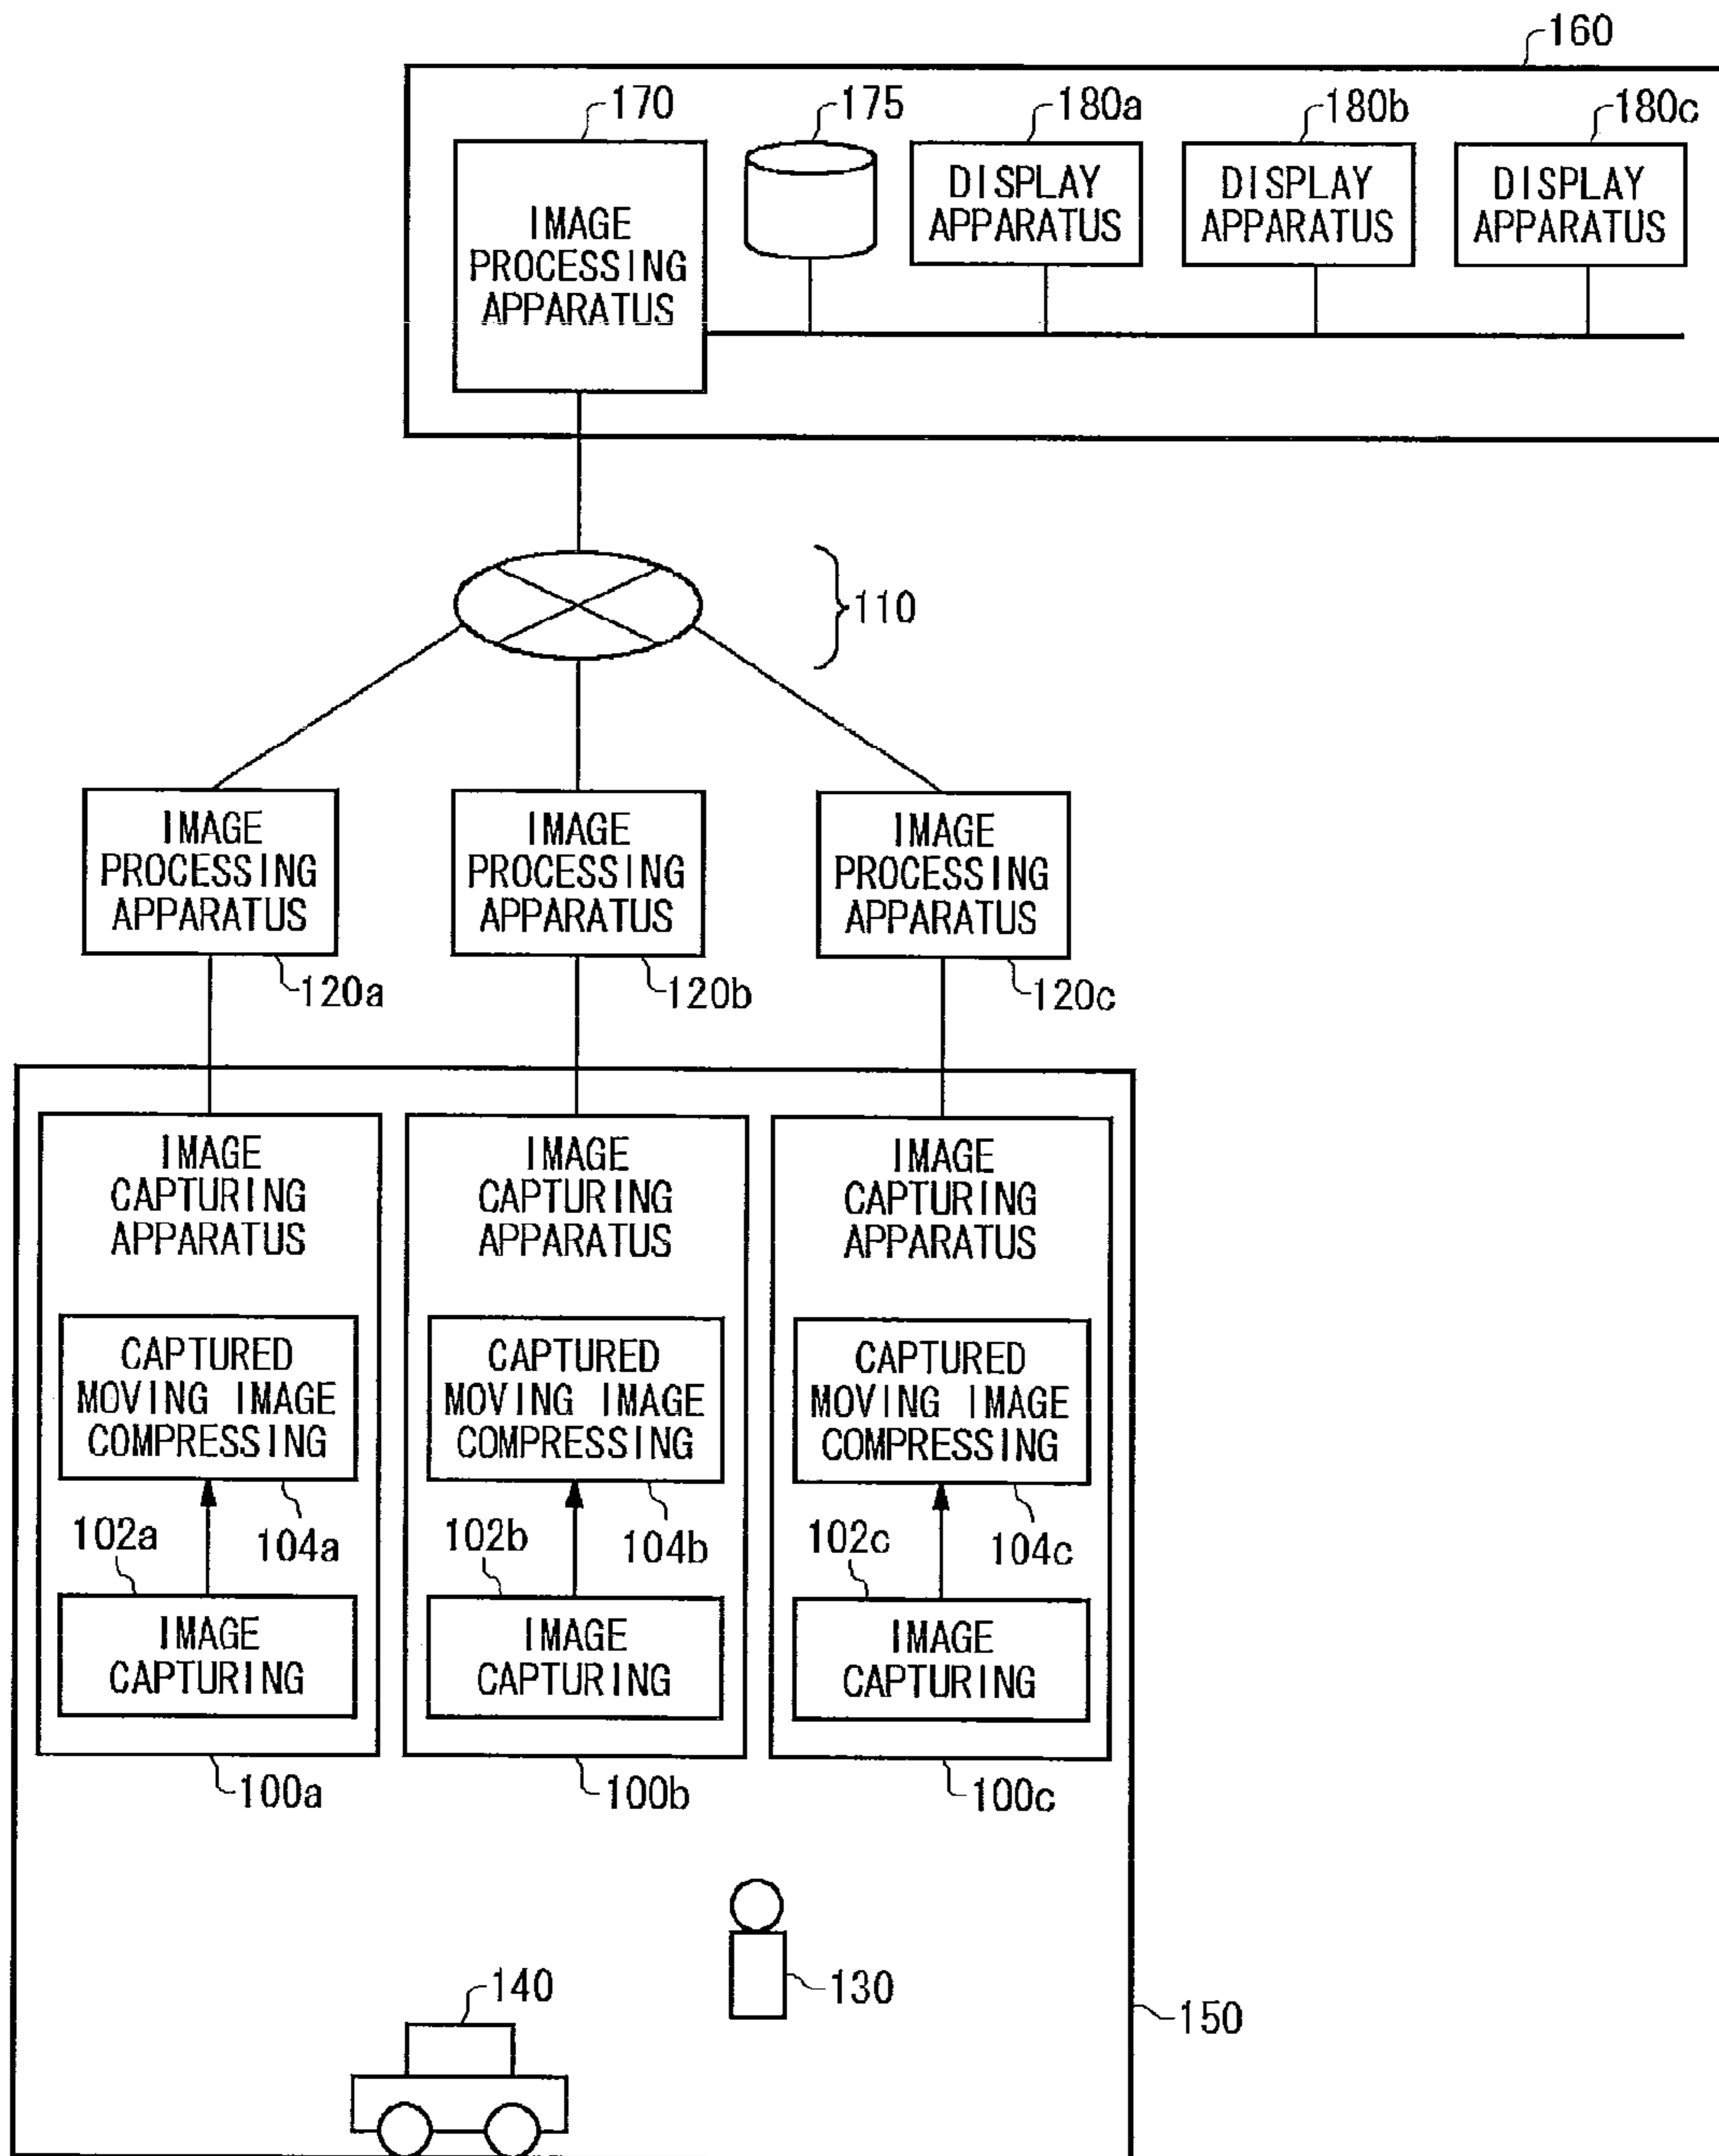 160
170
175
180a
180b
180c
IMAGE
PROCESSING
APPARATUS
DISPLAY
APPARATUS
DISPLAY
APPARATUS
DISPLAY
APPARATUS
110
IMAGE
PROCESSING
APPARATUS
IMAGE
PROCESSING
APPARATUS
IMAGE
PROCESSING
APPARATUS
120a
120b
120c
IMAGE
CAPTURING
APPARATUS
IMAGE
CAPTURING
APPARATUS
IMAGE
CAPTURING
APPARATUS
CAPTURED
MOVING IMAGE
COMPRESSING
CAPTURED
MOVING IMAGE
COMPRESSING
CAPTURED
MOVING IMAGE
COMPRESSING
102a
104a
102b
104b
102c
104c
IMAGE
CAPTURING
IMAGE
CAPTURING
IMAGE
CAPTURING
100a
100b
100c
130
140
150